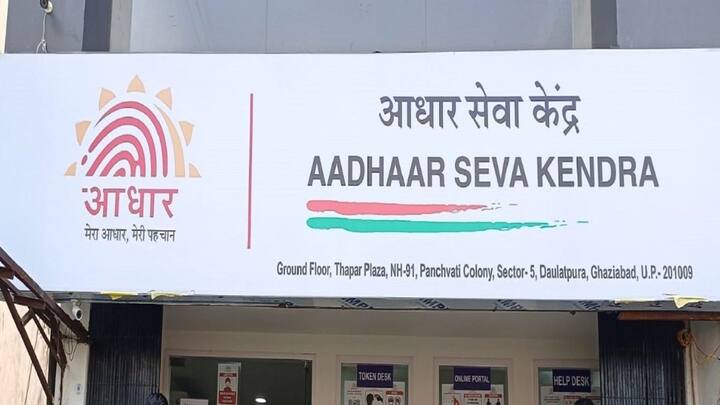 आधार
मेरा आधार, मेरी पहचान
आधार सेवा केंद्र
AADHAAR SEVA KENDRA
Ground Floor, Thapar Plaza, NH-91, Panchvati Colony, Sector- 5, Daulatpura, Ghaziabad, U.P.- 201009
TOKEN DESK
ONLINE PORTAL
HELP DESK